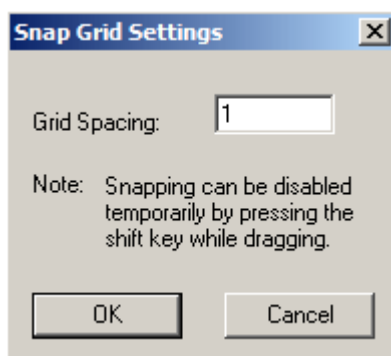 Snap Grid Settings
Grid Spacing: 1
Note: Snapping can be disabled
temporarily by pressing the
shift key while dragging.
OK Cancel